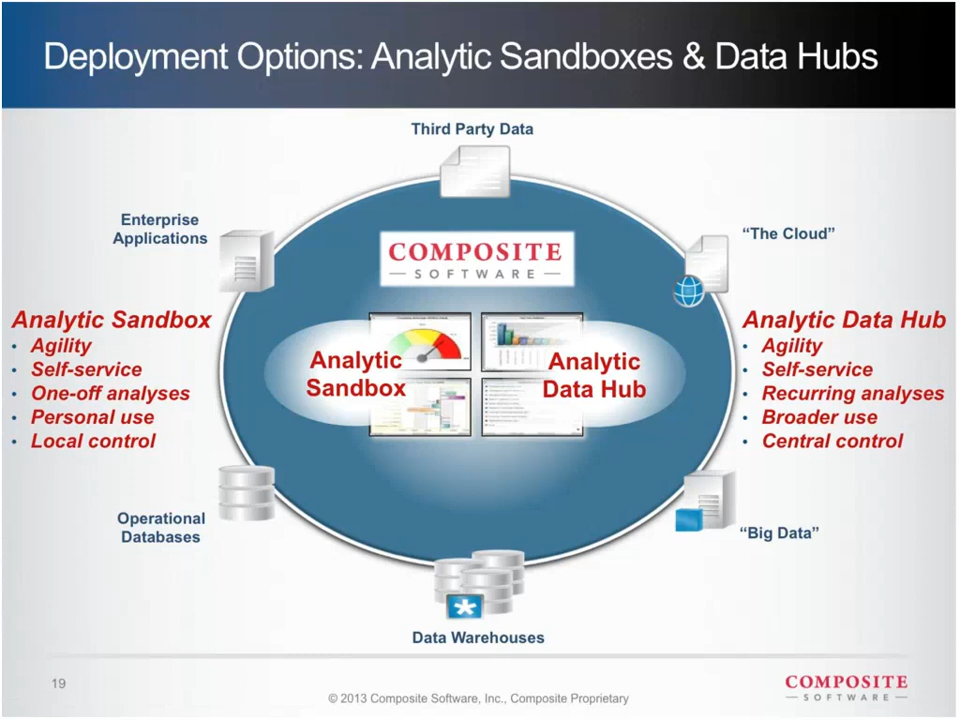 Deployment Options: Analytic Sandboxes & Data Hubs
Third Party Data
Enterprise
Applications
“The Cloud”
COMPOSITE
SOFTWARE
Analytic Sandbox
• Agility
• Self-service
• One-off analyses
• Personal use
• Local control
Analytic
Sandbox
Analytic
Data Hub
Analytic Data Hub
• Agility
• Self-service
• Recurring analyses
• Broader use
• Central control
Operational
Databases
“Big Data”
Data Warehouses
19
© 2013 Composite Software, Inc., Composite Proprietary
COMPOSITE
SOFTWARE